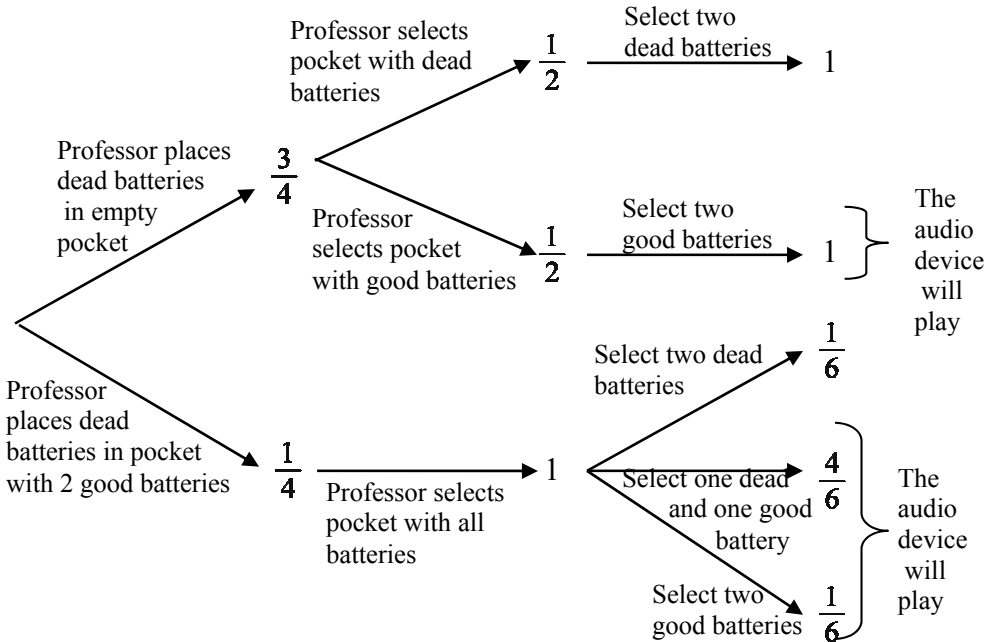 Professor selects
pocket with dead
batteries
1
2
Select two
dead batteries
1
Professor places
dead batteries
in empty
pocket
3
4
Professor
selects pocket
with good batteries
1
2
Select two
good batteries
1
The
audio
device
will
play
Professor
places dead
batteries in pocket
with 2 good batteries
1
4
Professor selects
pocket with all
batteries
1
Select two dead
batteries
1
6
Select one dead
and one good
battery
4
6
Select two
good batteries
1
6
The
audio
device
will
play